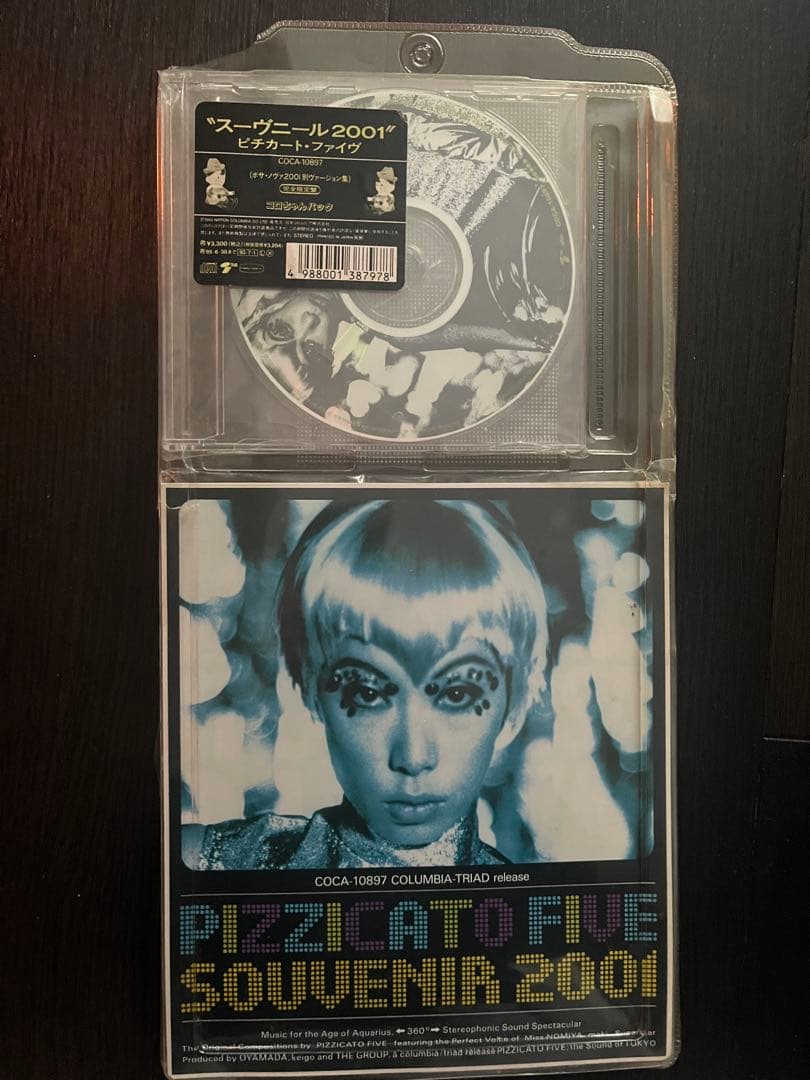 "スーヴニール2001"
ピチカート・ファイヴ
COCA-10897
(ボサ・ノヴァ2001別ヴァージョン集)
完全限定盤
コロちゃんパック
STEREO
¥3,300(税込)
4 988001 387978
COCA-10897 COLUMBIA-TRIAD release
PIZZICATO FIVE
SOUVENIR 2001
Music for the Age of Aquarius, ⬅360°➡ Stereophonic Sound Spectacular
The Original Compositions by PIZZICATO FIVE featuring the Perfect Voice of Miss NOMIYA, maki Superstar
Produced by OYAMADA, keigo and THE GROUP, a columbia/triad release PIZZICATO FIVE, the Sound of TOKYO